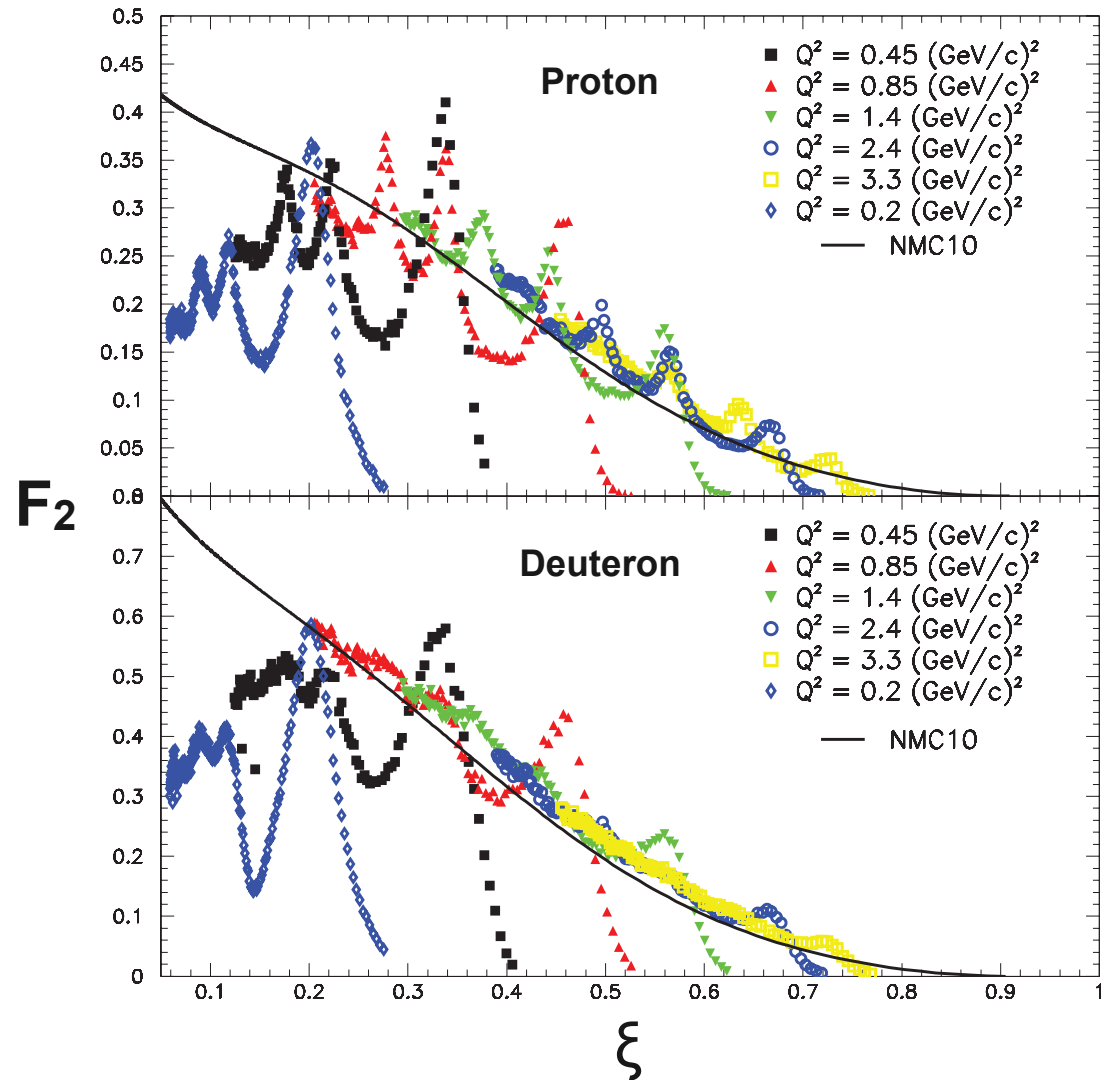 0.5
0.45
0.4
0.35
0.3
0.25
0.2
0.15
0.1
0.05
Proton
Q² = 0.45 (GeV/c)²
Q² = 0.85 (GeV/c)²
Q² = 1.4 (GeV/c)²
Q² = 2.4 (GeV/c)²
Q² = 3.3 (GeV/c)²
Q² = 0.2 (GeV/c)²
NMC10
F₂
0.8
0.7
0.6
0.5
0.4
0.3
0.2
0.1
0
Deuteron
Q² = 0.45 (GeV/c)²
Q² = 0.85 (GeV/c)²
Q² = 1.4 (GeV/c)²
Q² = 2.4 (GeV/c)²
Q² = 3.3 (GeV/c)²
Q² = 0.2 (GeV/c)²
NMC10
0.1 0.2 0.3 0.4 0.5 0.6 0.7 0.8 0.9 1
ξ